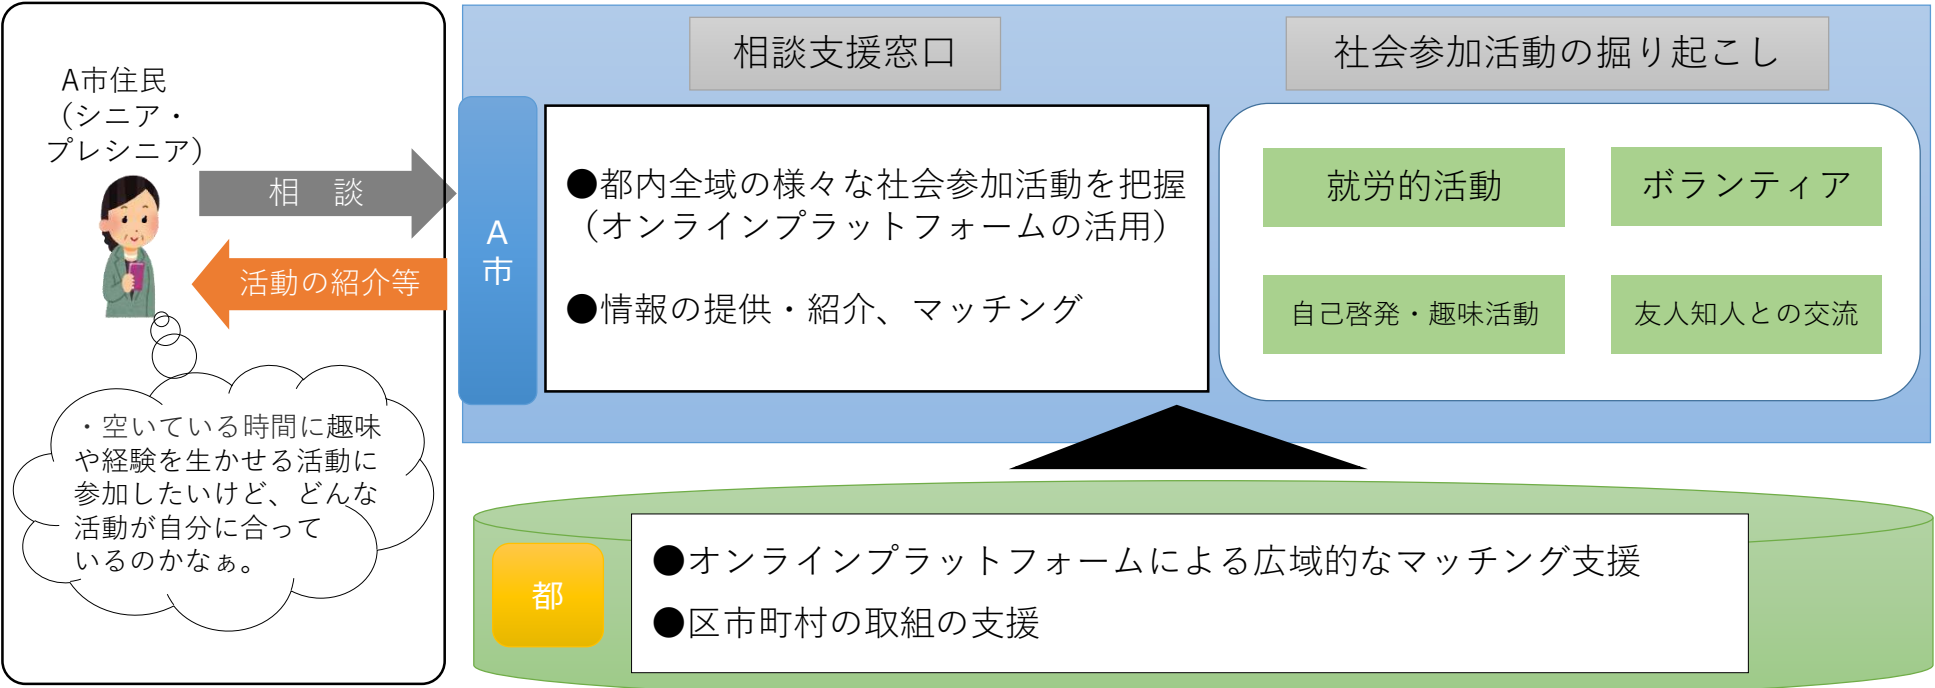 A市住民
（シニア・
プレシニア）
相　談
活動の紹介等
・空いている時間に趣味
や経験を生かせる活動に
参加したいけど、どんな
活動が自分に合って
いるのかなぁ。
相談支援窓口
社会参加活動の掘り起こし
A
市
●都内全域の様々な社会参加活動を把握
（オンラインプラットフォームの活用）
●情報の提供・紹介、マッチング
就労的活動
ボランティア
自己啓発・趣味活動
友人知人との交流
都
●オンラインプラットフォームによる広域的なマッチング支援
●区市町村の取組の支援